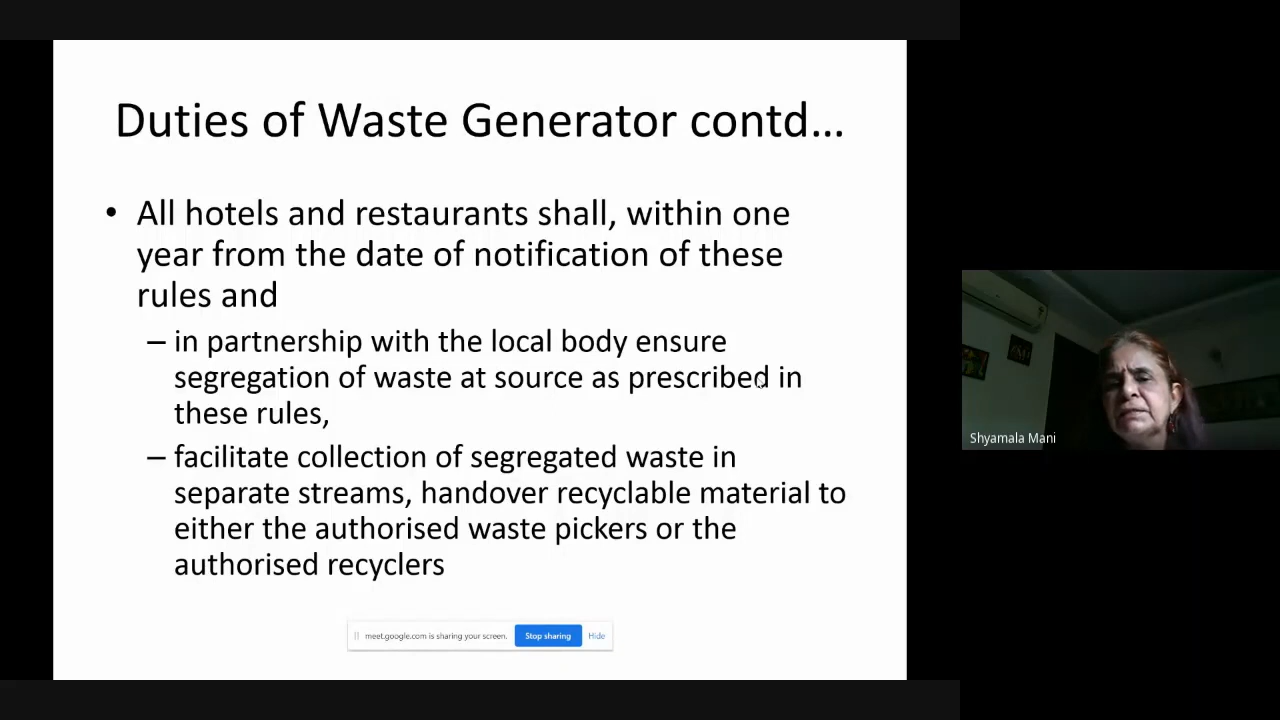 Duties of Waste Generator contd...
• All hotels and restaurants shall, within one
year from the date of notification of these
rules and
– in partnership with the local body ensure
segregation of waste at source as prescribed in
these rules,
– facilitate collection of segregated waste in
separate streams, handover recyclable material to
either the authorised waste pickers or the
authorised recyclers
meet.google.com is sharing your screen. Stop sharing Hide
Shyamala Mani